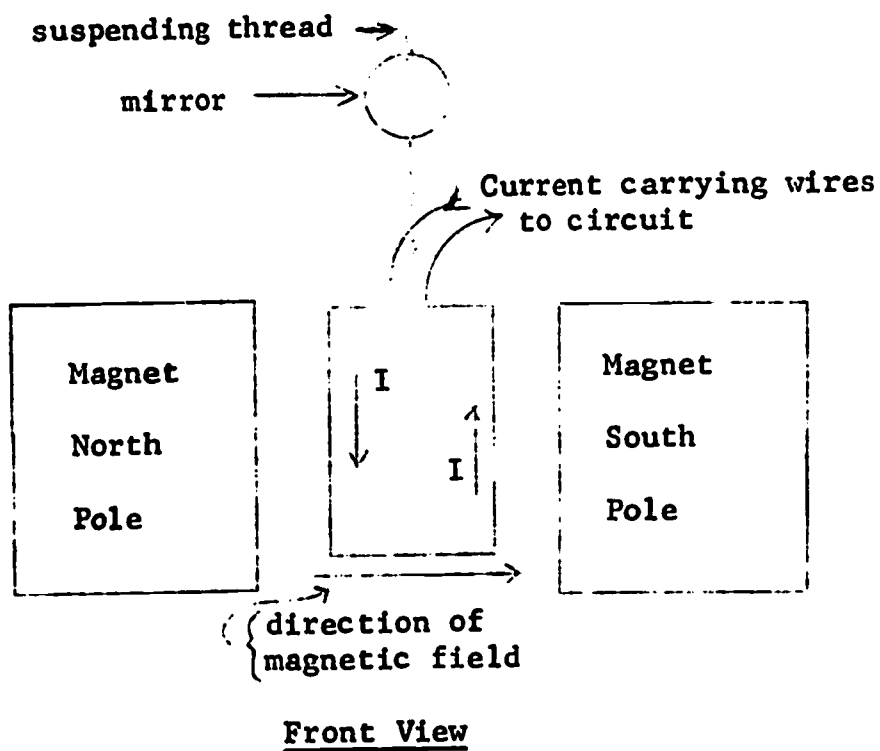 suspending thread
mirror
Current carrying wires
to circuit
Magnet
North
Pole
I
I
Magnet
South
Pole
direction of
magnetic field
Front View